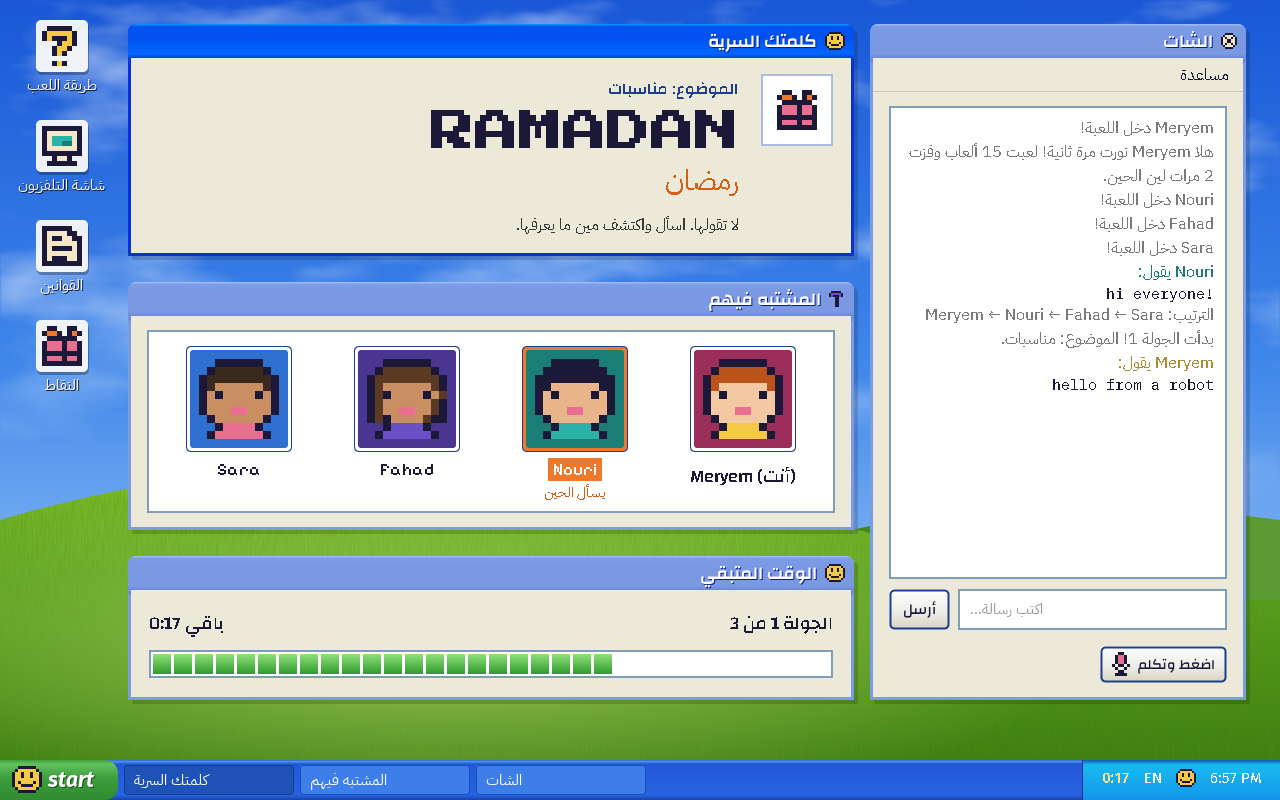 طريقة اللعب
شاشة التلفزيون
القوانين
النقاط
كلمتك السرية
الموضوع: مناسبات
RAMADAN
رمضان
لا تقولها. اسأل واكتشف مين ما يعرفها.
المشتبه فيهم
Meryem (أنت)
Nouri
يسأل الحين
Fahad
Sara
الوقت المتبقي
الجولة 1 من 3
باقي 0:17
الشات
مساعدة
Meryem دخل اللعبة!
هلا Meryem نورت مرة ثانية! لعبت 15 ألعاب وفزت
2 مرات لين الحين.
Nouri دخل اللعبة!
Fahad دخل اللعبة!
Sara دخل اللعبة!
Nouri يقول:
hi everyone!
الترتيب: Meryem ← Nouri ← Fahad ← Sara
بدأت الجولة 1! الموضوع: مناسبات.
Meryem يقول:
hello from a robot
اكتب رسالة...
أرسل
اضغط وتكلم
start
كلمتك السرية
المشتبه فيهم
الشات
0:17
EN
6:57 PM